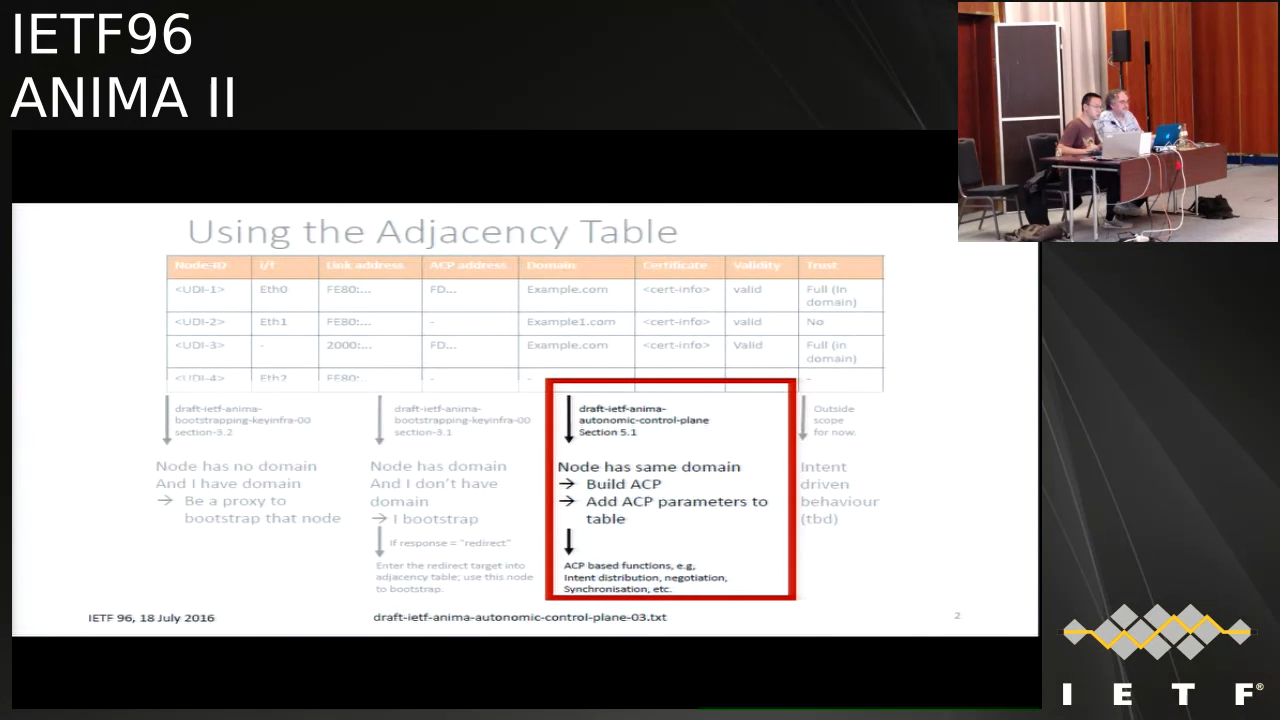 IETF96
ANIMA II
Using the Adjacency Table
Node-ID I/f Link address ACP address Domain Certificate Validity Trust
<UDI-1> Eth0 FE80:... FD... Example.com <cert-info> valid Full (In domain)
<UDI-2> Eth1 FE80:... - Example1.com <cert-info> valid No
<UDI-3> - 2000:... FD... Example.com <cert-info> Valid Full (in domain)
<UDI-4> Eth2 FE80:.. - - -
draft-ietf-anima-
bootstrapping-keyinfra-00
section-3.2
Node has no domain
And I have domain
→ Be a proxy to
bootstrap that node
draft-ietf-anima-
bootstrapping-keyinfra-00
section-3.1
Node has domain
And I don't have
domain
→ I bootstrap
If response = "redirect"
Enter the redirect target into
adjacency table; use this node
to bootstrap.
draft-ietf-anima-
autonomic-control-plane
Section 5.1
Node has same domain
→ Build ACP
→ Add ACP parameters to
table
ACP based functions, e.g,
Intent distribution, negotiation,
Synchronisation, etc.
Outside
scope
for now.
Intent
driven
behaviour
(tbd)
IETF 96, 18 July 2016
draft-ietf-anima-autonomic-control-plane-03.txt
2
I E T F®